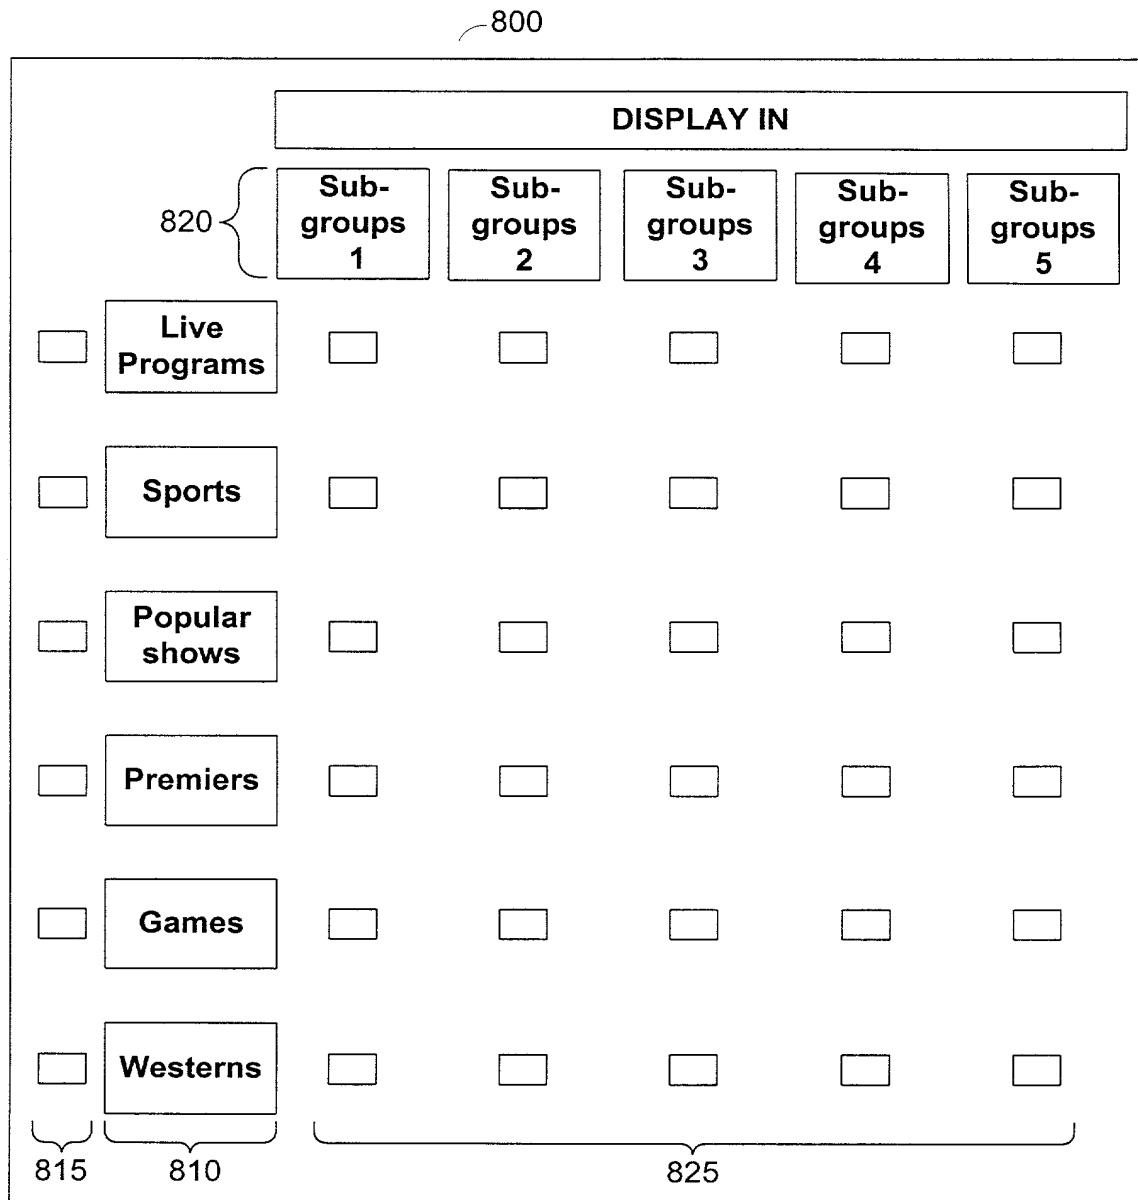 800
DISPLAY IN
820
Sub-
groups
1
Sub-
groups
2
Sub-
groups
3
Sub-
groups
4
Sub-
groups
5
Live
Programs
Sports
Popular
shows
Premiers
Games
Westerns
815
810
825